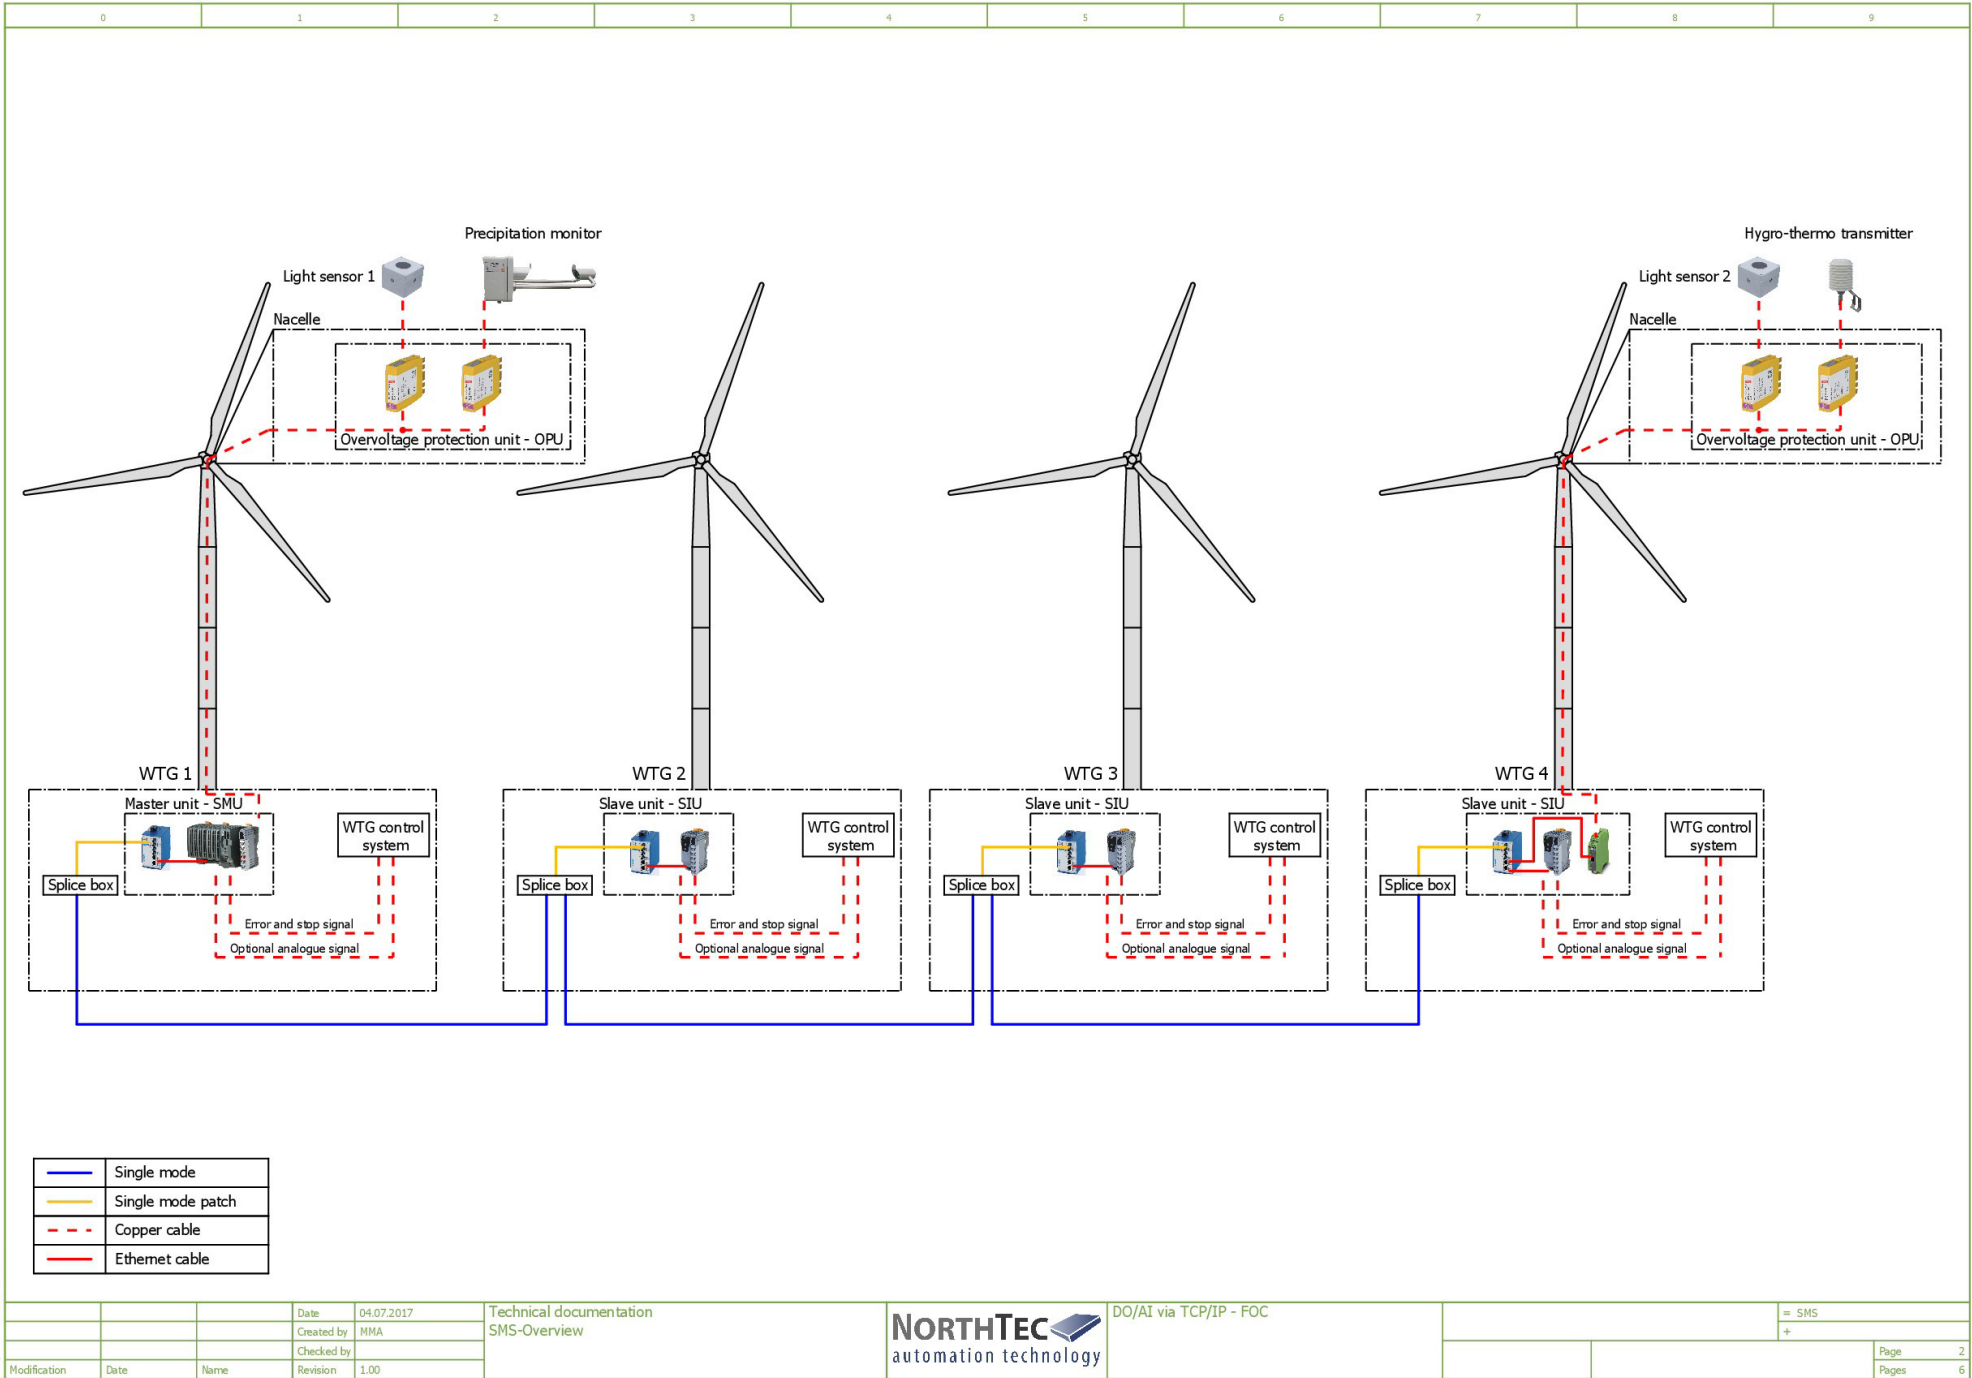 0 1 2 3 4 5 6 7 8 9
Precipitation monitor
Hygro-thermo transmitter
Light sensor 1
Light sensor 2
Nacelle
Nacelle
Overvoltage protection unit - OPU
Overvoltage protection unit - OPU
WTG 1
WTG 2
WTG 3
WTG 4
Master unit - SMU
WTG control
system
Splice box
Error and stop signal
Optional analogue signal
Slave unit - SIU
WTG control
system
Splice box
Error and stop signal
Optional analogue signal
Slave unit - SIU
WTG control
system
Splice box
Error and stop signal
Optional analogue signal
Slave unit - SIU
WTG control
system
Splice box
Error and stop signal
Optional analogue signal
Single mode
Single mode patch
Copper cable
Ethernet cable
Modification Date Name
Date 04.07.2017
Created by MMA
Checked by
Revision 1.00
Technical documentation
SMS-Overview
NORTHTEC
automation technology
DO/AI via TCP/IP - FOC
= SMS
+
Page 2
Pages 6